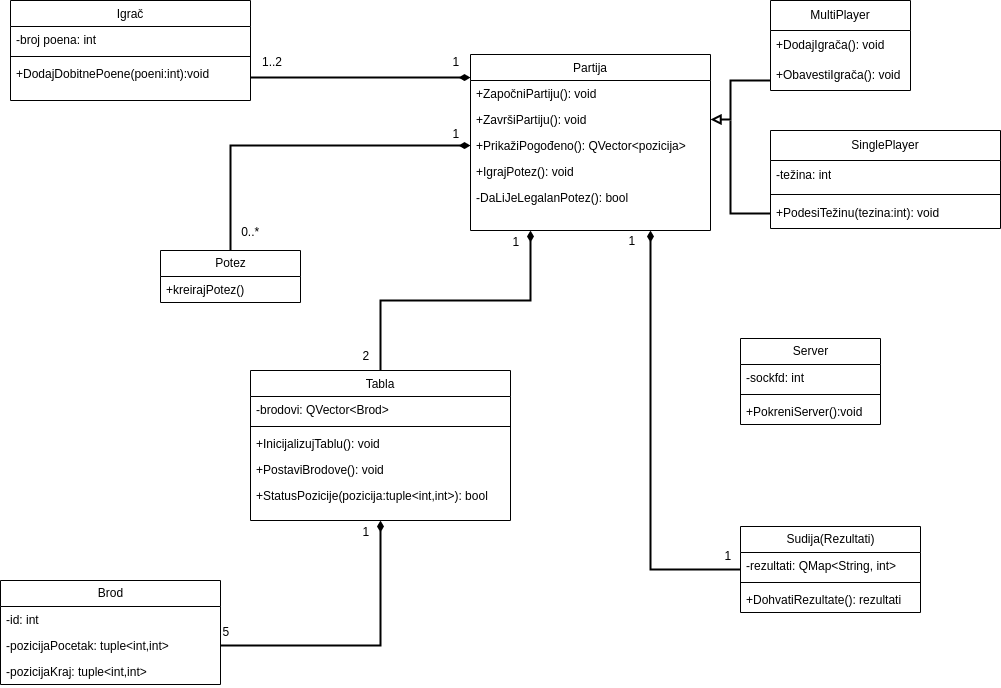 Igrač
-broj poena: int
+DodajDobitnePoene(poeni:int):void
1..2
1
Partija
+ZapočniPartiju(): void
+ZavršiPartiju(): void
+PrikažiPogođeno(): QVector<pozicija>
+IgrajPotez(): void
-DaLiJeLegalanPotez(): bool
MultiPlayer
+DodajIgrača(): void
+ObavestiIgrača(): void
SinglePlayer
-težina: int
+PodesiTežinu(tezina:int): void
1
0..*
Potez
+kreirajPotez()
1
1
2
Tabla
-brodovi: QVector<Brod>
+InicijalizujTablu(): void
+PostaviBrodove(): void
+StatusPozicije(pozicija:tuple<int,int>): bool
Server
-sockfd: int
+PokreniServer():void
1
5
Brod
-id: int
-pozicijaPocetak: tuple<int,int>
-pozicijaKraj: tuple<int,int>
1
Sudija(Rezultati)
-rezultati: QMap<String, int>
+DohvatiRezultate(): rezultati